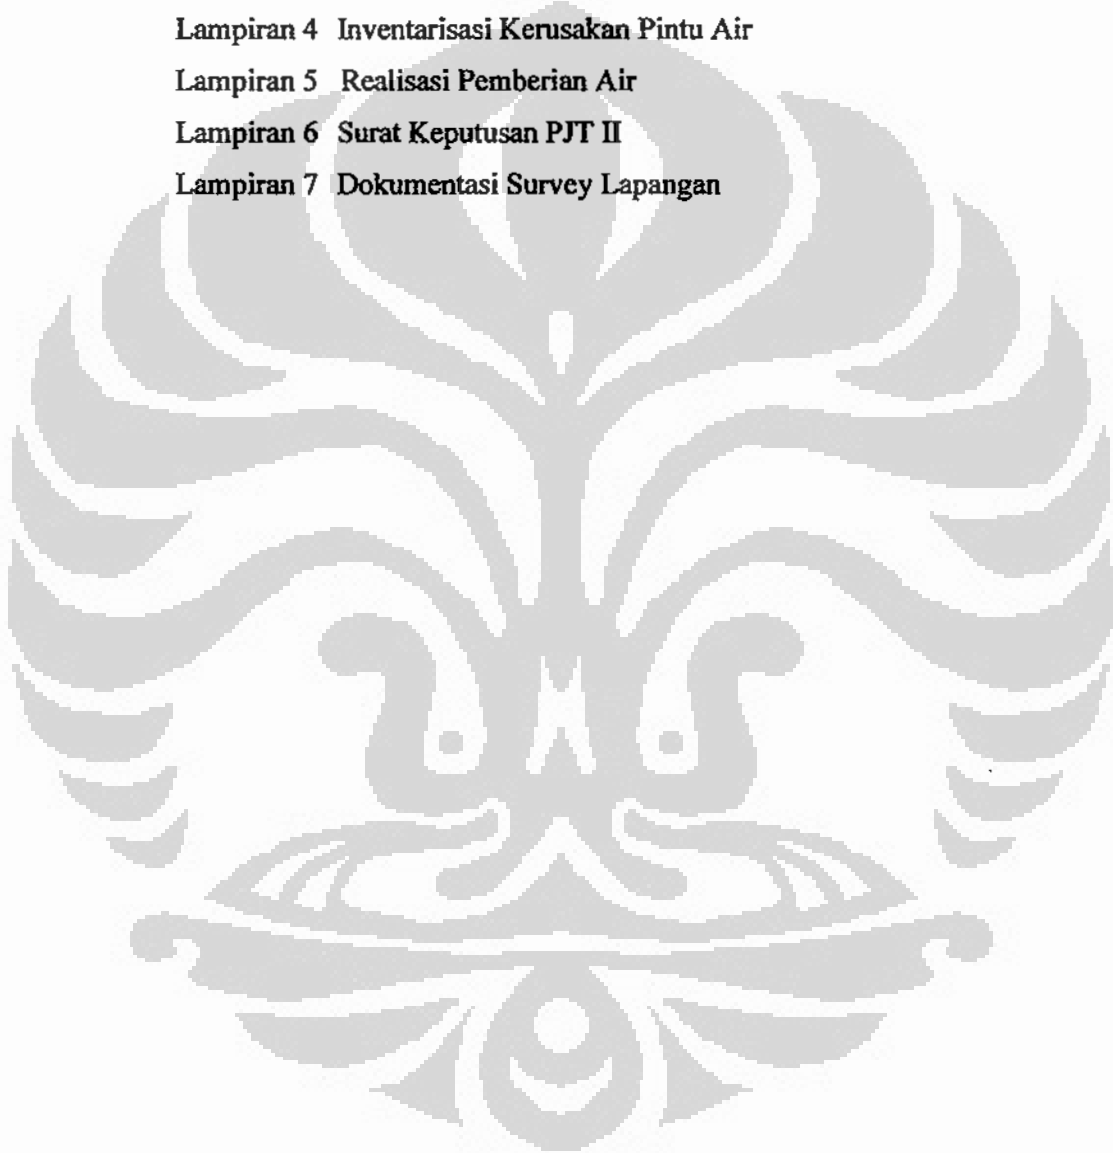 Lampiran 4 Inventarisasi Kerusakan Pintu Air
Lampiran 5 Realisasi Pemberian Air
Lampiran 6 Surat Keputusan PJT II
Lampiran 7 Dokumentasi Survey Lapangan